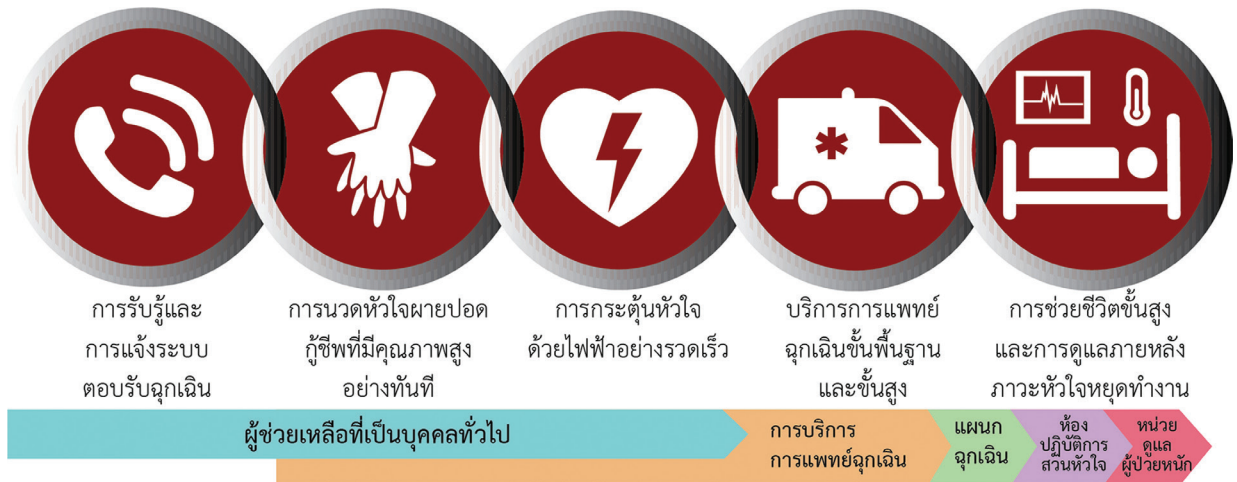 การรับรู้และ
การแจ้งระบบ
ตอบรับฉุกเฉิน
การนวดหัวใจผายปอด
กู้ชีพที่มีคุณภาพสูง
อย่างทันที
การกระตุ้นหัวใจ
ด้วยไฟฟ้าอย่างรวดเร็ว
บริการการแพทย์
ฉุกเฉินขั้นพื้นฐาน
และขั้นสูง
การช่วยชีวิตขั้นสูง
และการดูแลภายหลัง
ภาวะหัวใจหยุดทำงาน
ผู้ช่วยเหลือที่เป็นบุคคลทั่วไป
การบริการ
การแพทย์ฉุกเฉิน
แผนก
ฉุกเฉิน
ห้อง
ปฏิบัติการ
สวนหัวใจ
หน่วย
ดูแล
ผู้ป่วยหนัก